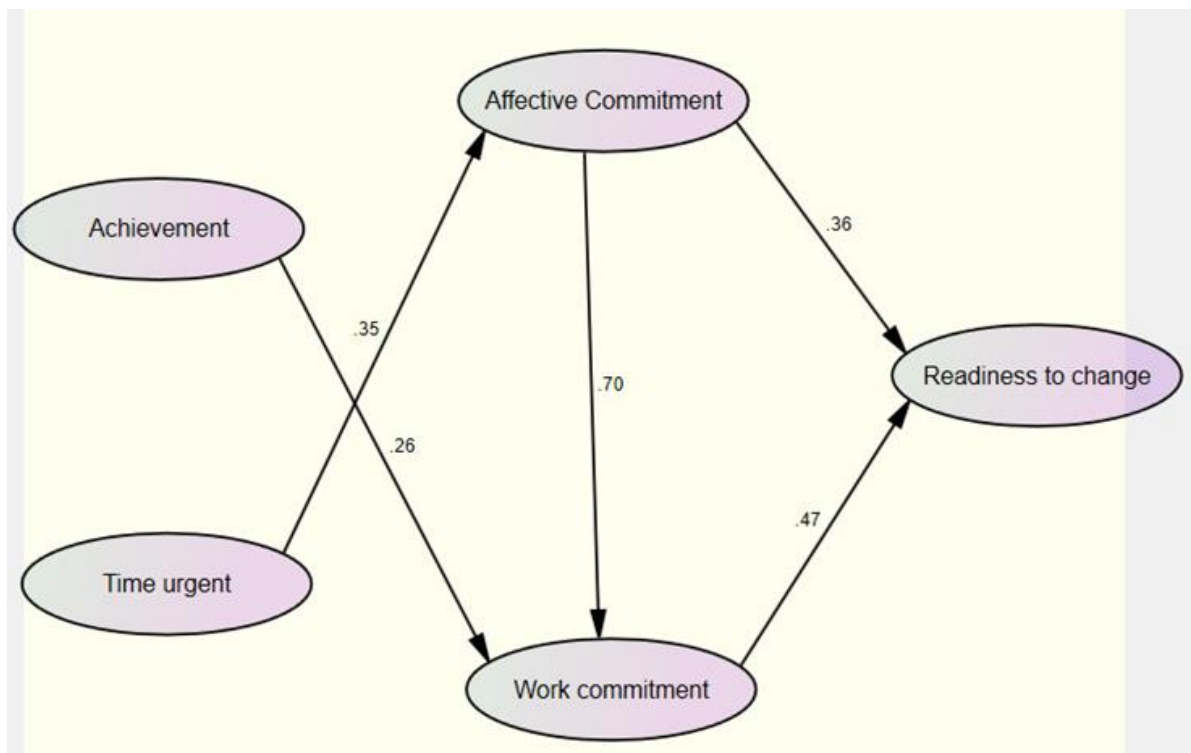 Affective Commitment
Achievement
.36
.35
Readiness to change
.70
.26
.47
Time urgent
Work commitment